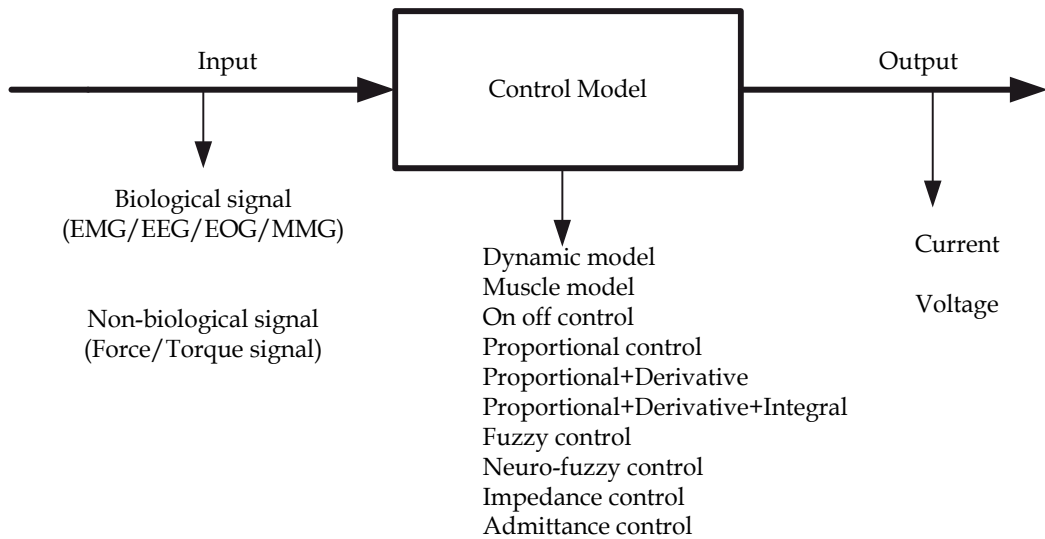 Input
Control Model
Output
Biological signal
(EMG/EEG/EOG/MMG)
Non-biological signal
(Force/Torque signal)
Dynamic model
Muscle model
On off control
Proportional control
Proportional+Derivative
Proportional+Derivative+Integral
Fuzzy control
Neuro-fuzzy control
Impedance control
Admittance control
Current
Voltage